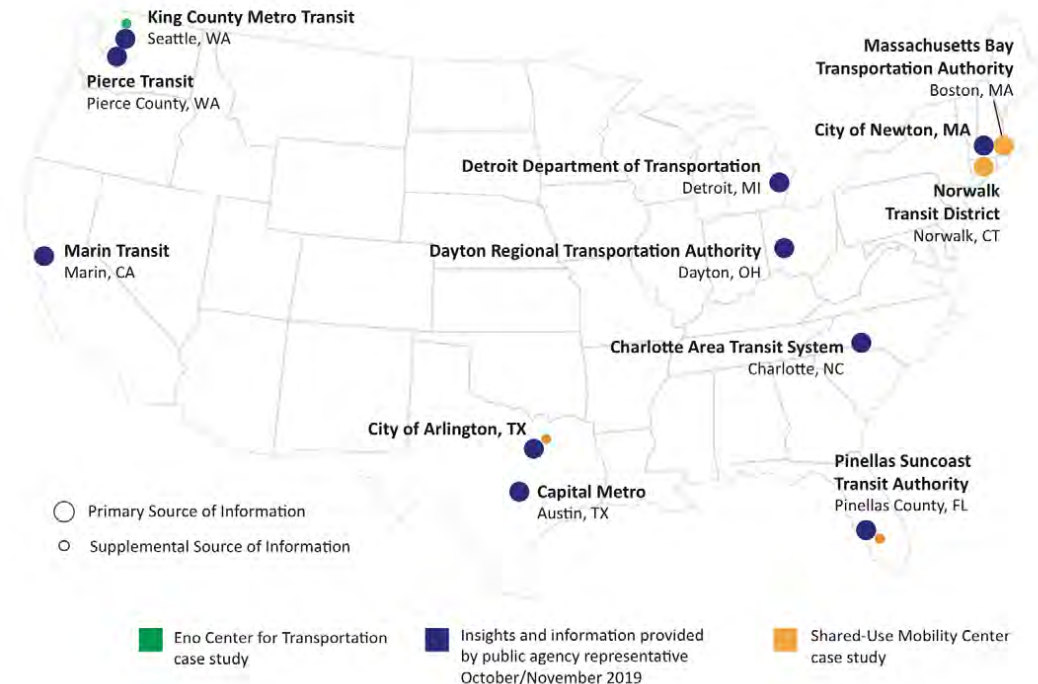 King County Metro Transit
Seattle, WA
Pierce Transit
Pierce County, WA
Massachusetts Bay
Transportation Authority
Boston, MA
City of Newton, MA
Norwalk
Transit District
Norwalk, CT
Detroit Department of Transportation
Detroit, MI
Dayton Regional Transportation Authority
Dayton, OH
Marin Transit
Marin, CA
Charlotte Area Transit System
Charlotte, NC
City of Arlington, TX
Capital Metro
Austin, TX
Pinellas Suncoast
Transit Authority
Pinellas County, FL
Primary Source of Information
Supplemental Source of Information
Eno Center for Transportation
case study
Insights and information provided
by public agency representative
October/November 2019
Shared-Use Mobility Center
case study